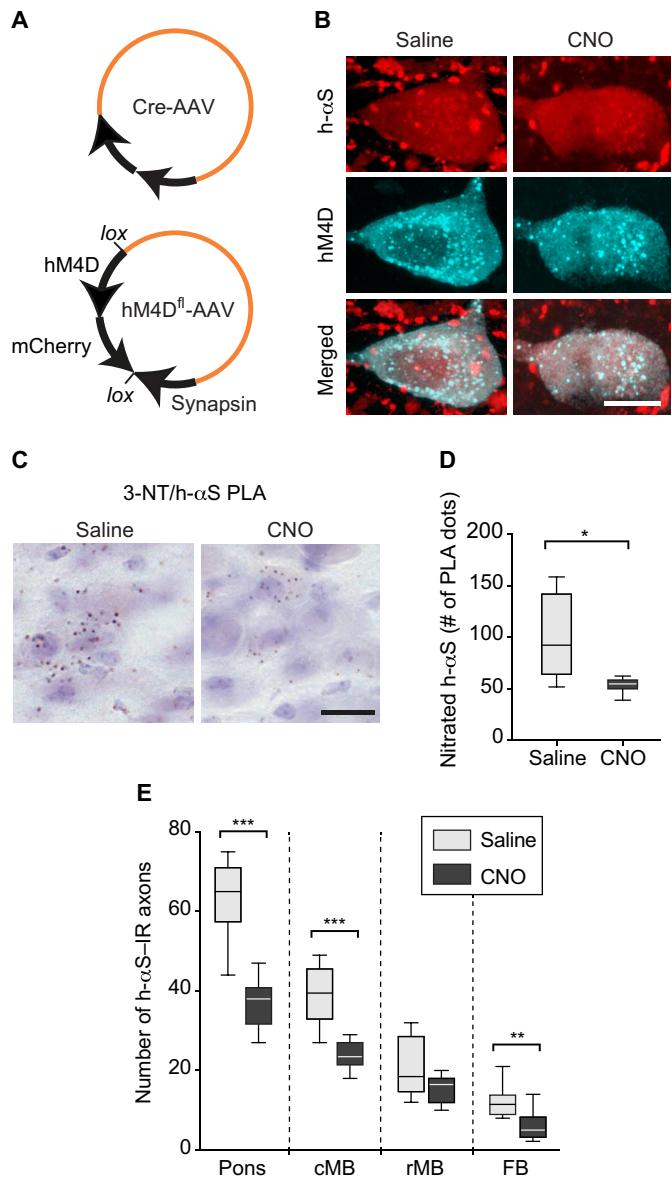 A
Cre-AAV
lox
hM4D
hM4Dfl-AAV
mCherry
lox
Synapsin
B
Saline CNO
h-αS
hM4D
Merged
C
3-NT/h-αS PLA
Saline CNO
D
Nitrated h-αS (# of PLA dots)
200
150
100
50
0
*
Saline CNO
E
Number of h-αS–IR axons
80
60
40
20
0
***
***
**
Saline
CNO
Pons cMB rMB FB